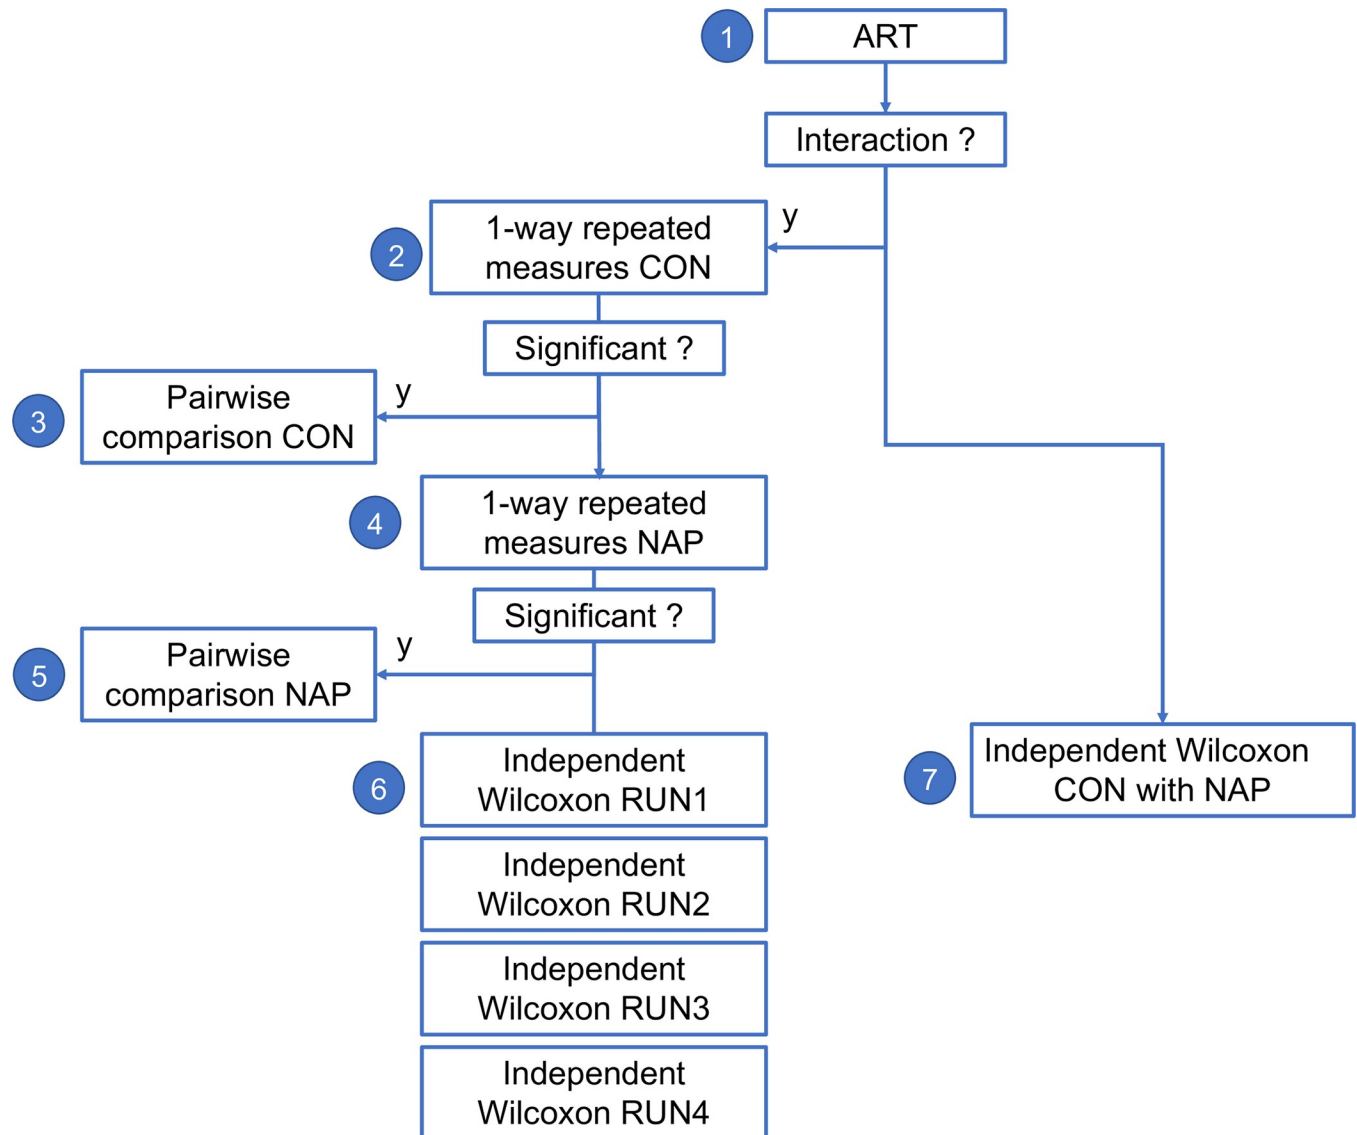 1
ART
Interaction ?
y
2
1-way repeated
measures CON
Significant ?
y
3
Pairwise
comparison CON
4
1-way repeated
measures NAP
Significant ?
y
5
Pairwise
comparison NAP
6
Independent
Wilcoxon RUN1
Independent
Wilcoxon RUN2
Independent
Wilcoxon RUN3
Independent
Wilcoxon RUN4
7
Independent Wilcoxon
CON with NAP